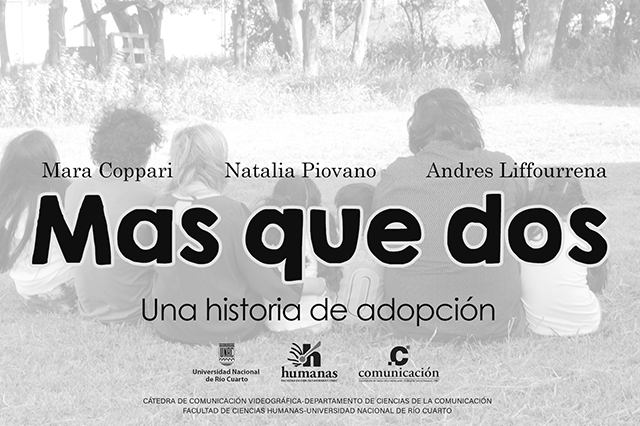 Mara Coppari Natalia Piovano Andres Liffourrena
Mas que dos
Una historia de adopción
UNRC
Universidad Nacional
de Río Cuarto
humanas
comunicación
CÁTEDRA DE COMUNICACIÓN VIDEOGRÁFICA-DEPARTAMENTO DE CIENCIAS DE LA COMUNICACIÓN
FACULTAD DE CIENCIAS HUMANAS-UNIVERSIDAD NACIONAL DE RÍO CUARTO